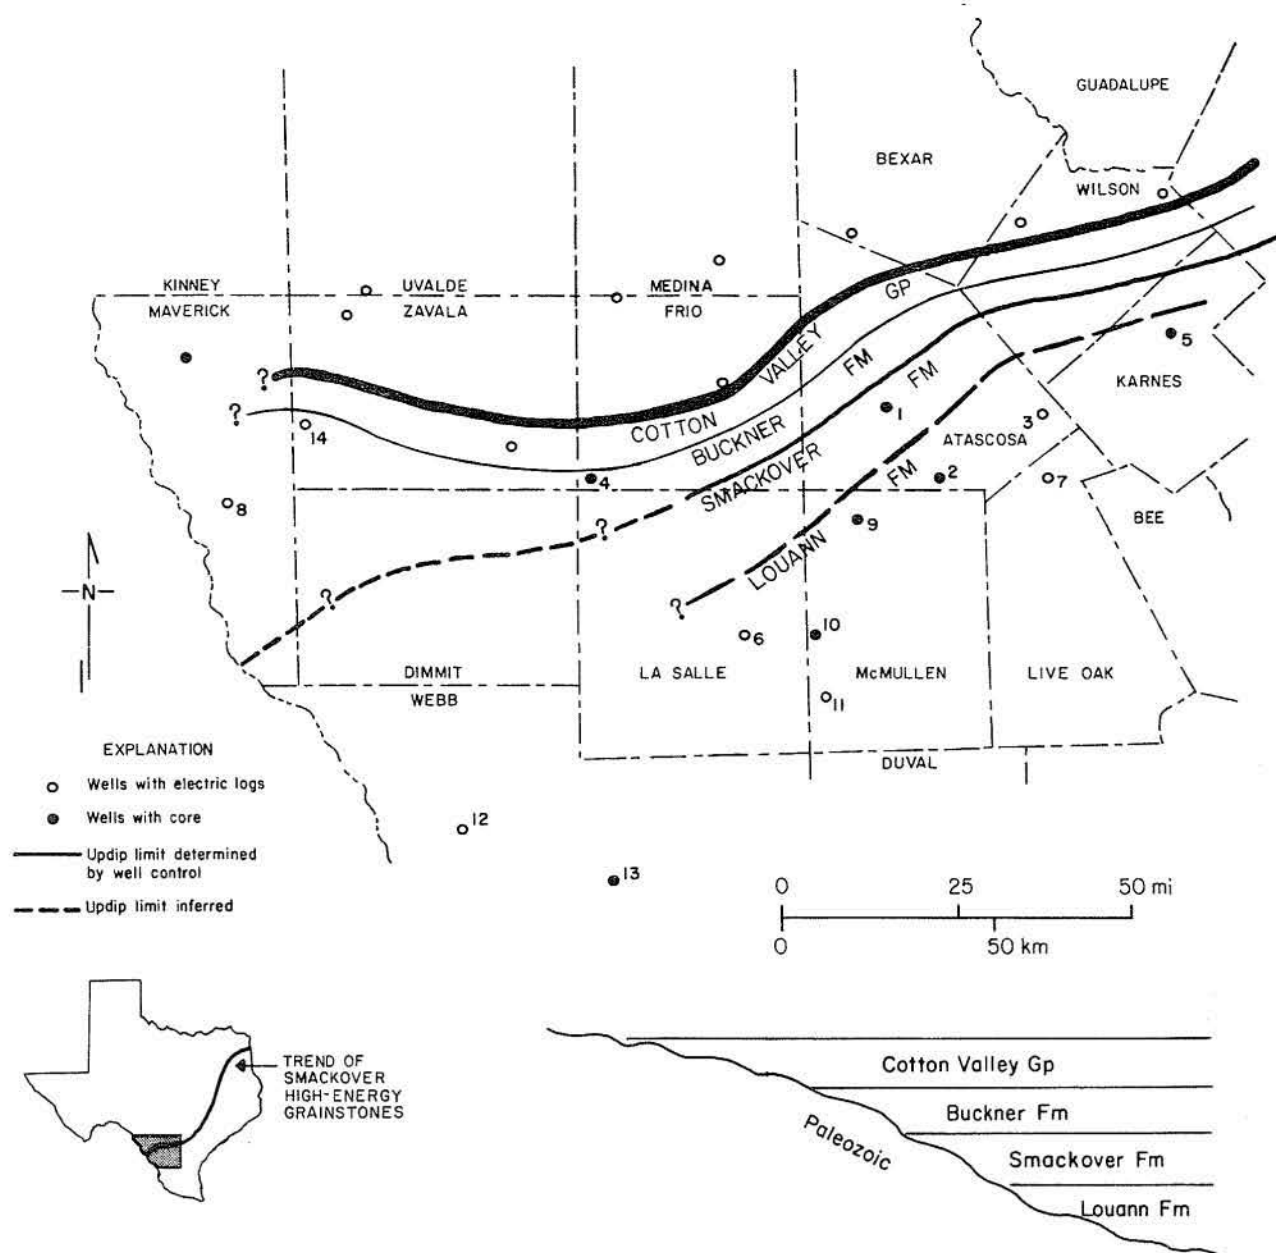 GUADALUPE
BEXAR
WILSON
KINNEY
UVALDE
MEDINA
MAVERICK
ZAVALA
FRIO
GP
VALLEY
COTTON
FM
BUCKNER
FM
SMACKOVER
FM
LOUANN
?
?
?
?
?
14
8
4
1
2
3
5
7
9
6
10
11
12
13
KARNES
ATASCOSA
BEE
N
DIMMIT
WEBB
LA SALLE
McMULLEN
LIVE OAK
DUVAL
EXPLANATION
Wells with electric logs
Wells with core
Updip limit determined
by well control
Updip limit inferred
0 25 50 mi
0 50 km
TREND OF
SMACKOVER
HIGH-ENERGY
GRAINSTONES
Cotton Valley Gp
Buckner Fm
Paleozoic
Smackover Fm
Louann Fm